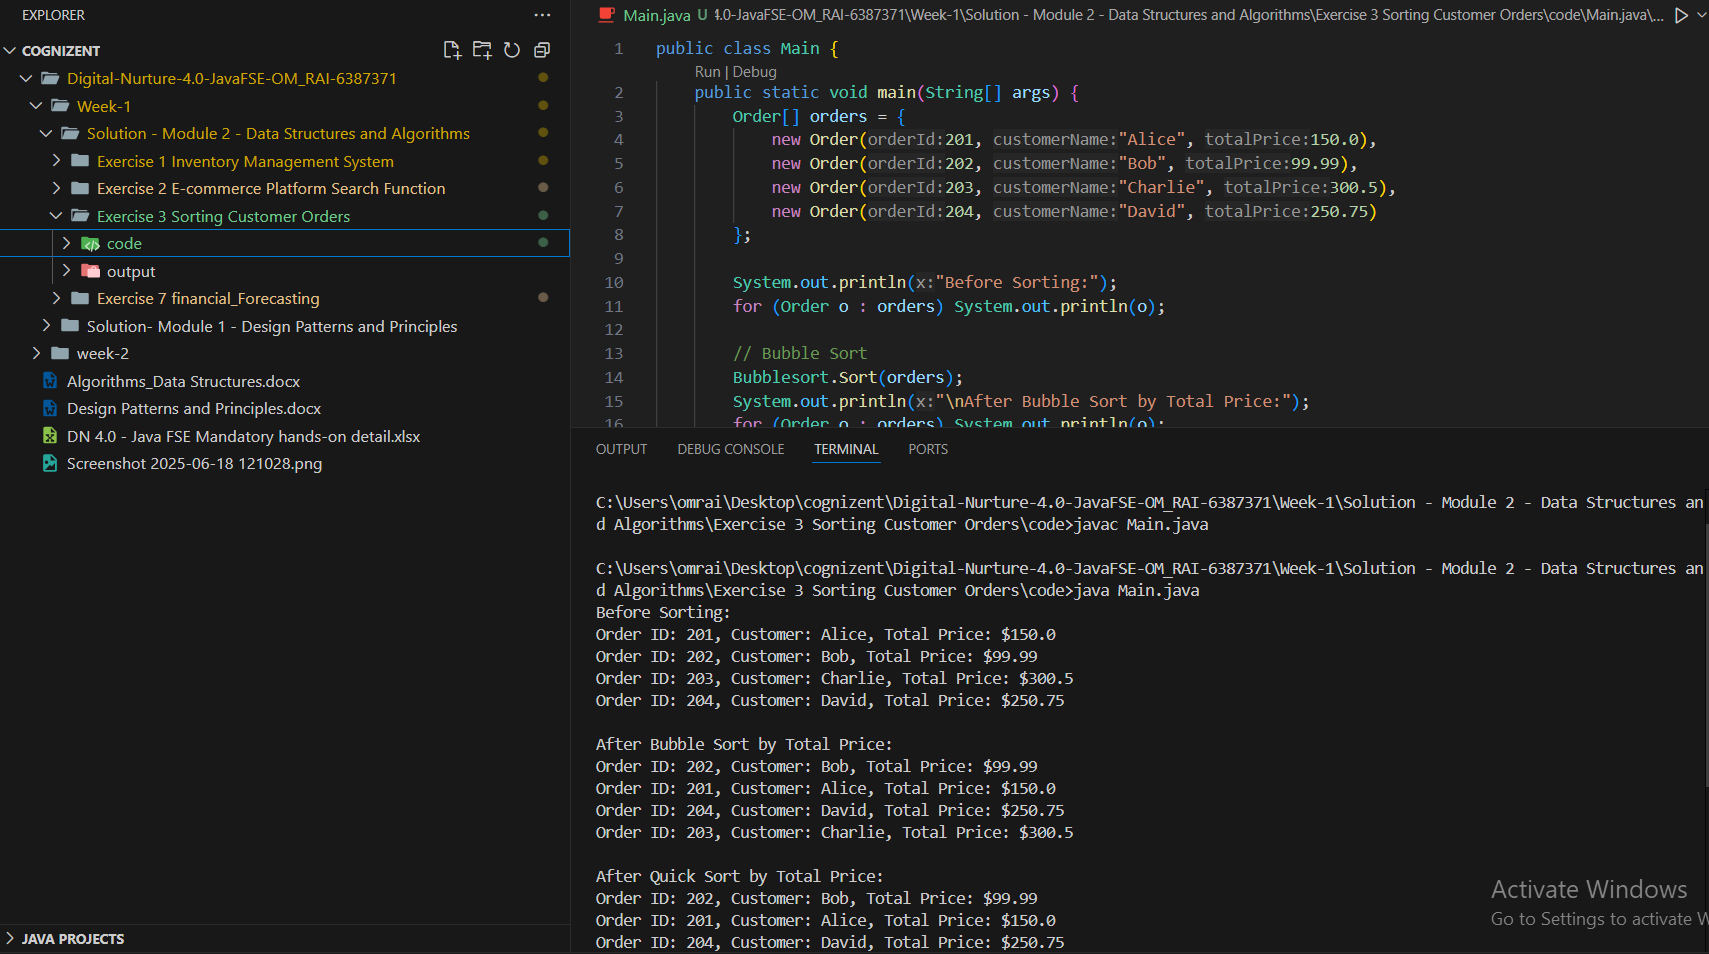 EXPLORER
COGNIZENT
Digital-Nurture-4.0-JavaFSE-OM_RAI-6387371
Week-1
Solution - Module 2 - Data Structures and Algorithms
Exercise 1 Inventory Management System
Exercise 2 E-commerce Platform Search Function
Exercise 3 Sorting Customer Orders
code
output
Exercise 7 financial_Forecasting
Solution- Module 1 - Design Patterns and Principles
week-2
Algorithms_Data Structures.docx
Design Patterns and Principles.docx
DN 4.0 - Java FSE Mandatory hands-on detail.xlsx
Screenshot 2025-06-18 121028.png
JAVA PROJECTS
Main.java U 4.0-JavaFSE-OM_RAI-6387371\Week-1\Solution - Module 2 - Data Structures and Algorithms\Exercise 3 Sorting Customer Orders\code\Main.java\...
1 public class Main {
Run | Debug
2 public static void main(String[] args) {
3 Order[] orders = {
4 new Order(orderId:201, customerName:"Alice", totalPrice:150.0),
5 new Order(orderId:202, customerName:"Bob", totalPrice:99.99),
6 new Order(orderId:203, customerName:"Charlie", totalPrice:300.5),
7 new Order(orderId:204, customerName:"David", totalPrice:250.75)
8 };
9
10 System.out.println(x:"Before Sorting:");
11 for (Order o : orders) System.out.println(o);
12
13 // Bubble Sort
14 Bubblesort.Sort(orders);
15 System.out.println(x:"\nAfter Bubble Sort by Total Price:");
16 for (Order o : orders) System.out.println(o);
OUTPUT DEBUG CONSOLE TERMINAL PORTS
C:\Users\omrai\Desktop\cognizent\Digital-Nurture-4.0-JavaFSE-OM_RAI-6387371\Week-1\Solution - Module 2 - Data Structures an
d Algorithms\Exercise 3 Sorting Customer Orders\code>javac Main.java
C:\Users\omrai\Desktop\cognizent\Digital-Nurture-4.0-JavaFSE-OM_RAI-6387371\Week-1\Solution - Module 2 - Data Structures an
d Algorithms\Exercise 3 Sorting Customer Orders\code>java Main.java
Before Sorting:
Order ID: 201, Customer: Alice, Total Price: $150.0
Order ID: 202, Customer: Bob, Total Price: $99.99
Order ID: 203, Customer: Charlie, Total Price: $300.5
Order ID: 204, Customer: David, Total Price: $250.75
After Bubble Sort by Total Price:
Order ID: 202, Customer: Bob, Total Price: $99.99
Order ID: 201, Customer: Alice, Total Price: $150.0
Order ID: 204, Customer: David, Total Price: $250.75
Order ID: 203, Customer: Charlie, Total Price: $300.5
After Quick Sort by Total Price:
Order ID: 202, Customer: Bob, Total Price: $99.99
Order ID: 201, Customer: Alice, Total Price: $150.0
Order ID: 204, Customer: David, Total Price: $250.75
Activate Windows
Go to Settings to activate W